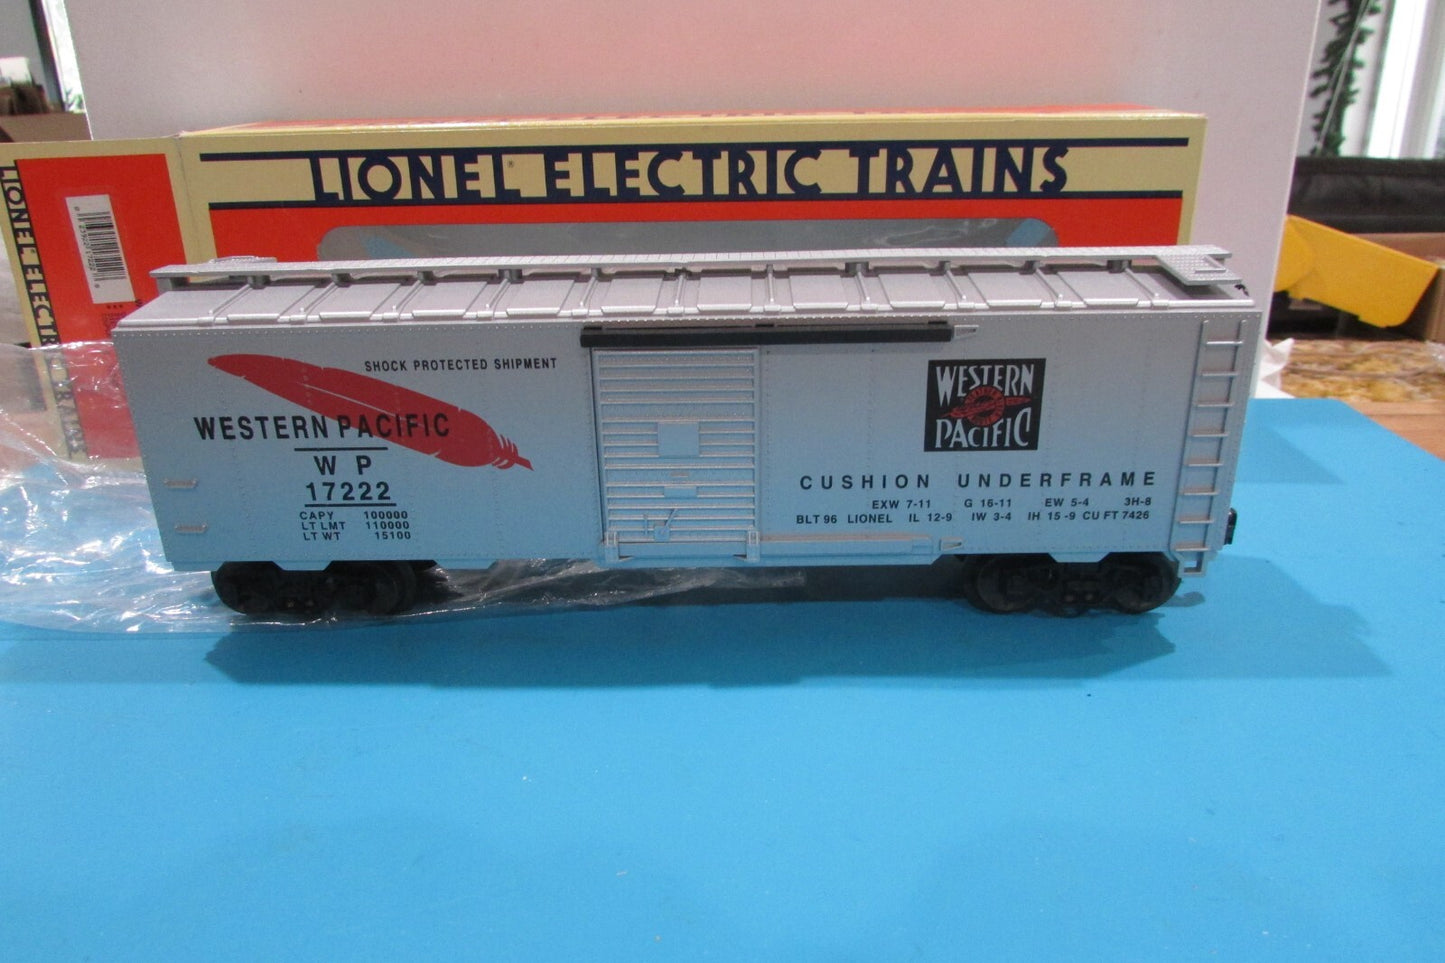 LIONEL® ELECTRIC TRAINS
LIONEL® ELECTR
SHOCK PROTECTED SHIPMENT
WESTERN PACIFIC
W P
17222
CAPY 100000
LT LMT 110000
LT WT 15100
WESTERN
PACIFIC
CUSHION UNDERFRAME
EXW 7-11 G 16-11 EW 5-4 3H-8
BLT 96 LIONEL IL 12-9 IW 3-4 IH 15-9 CU FT 7426